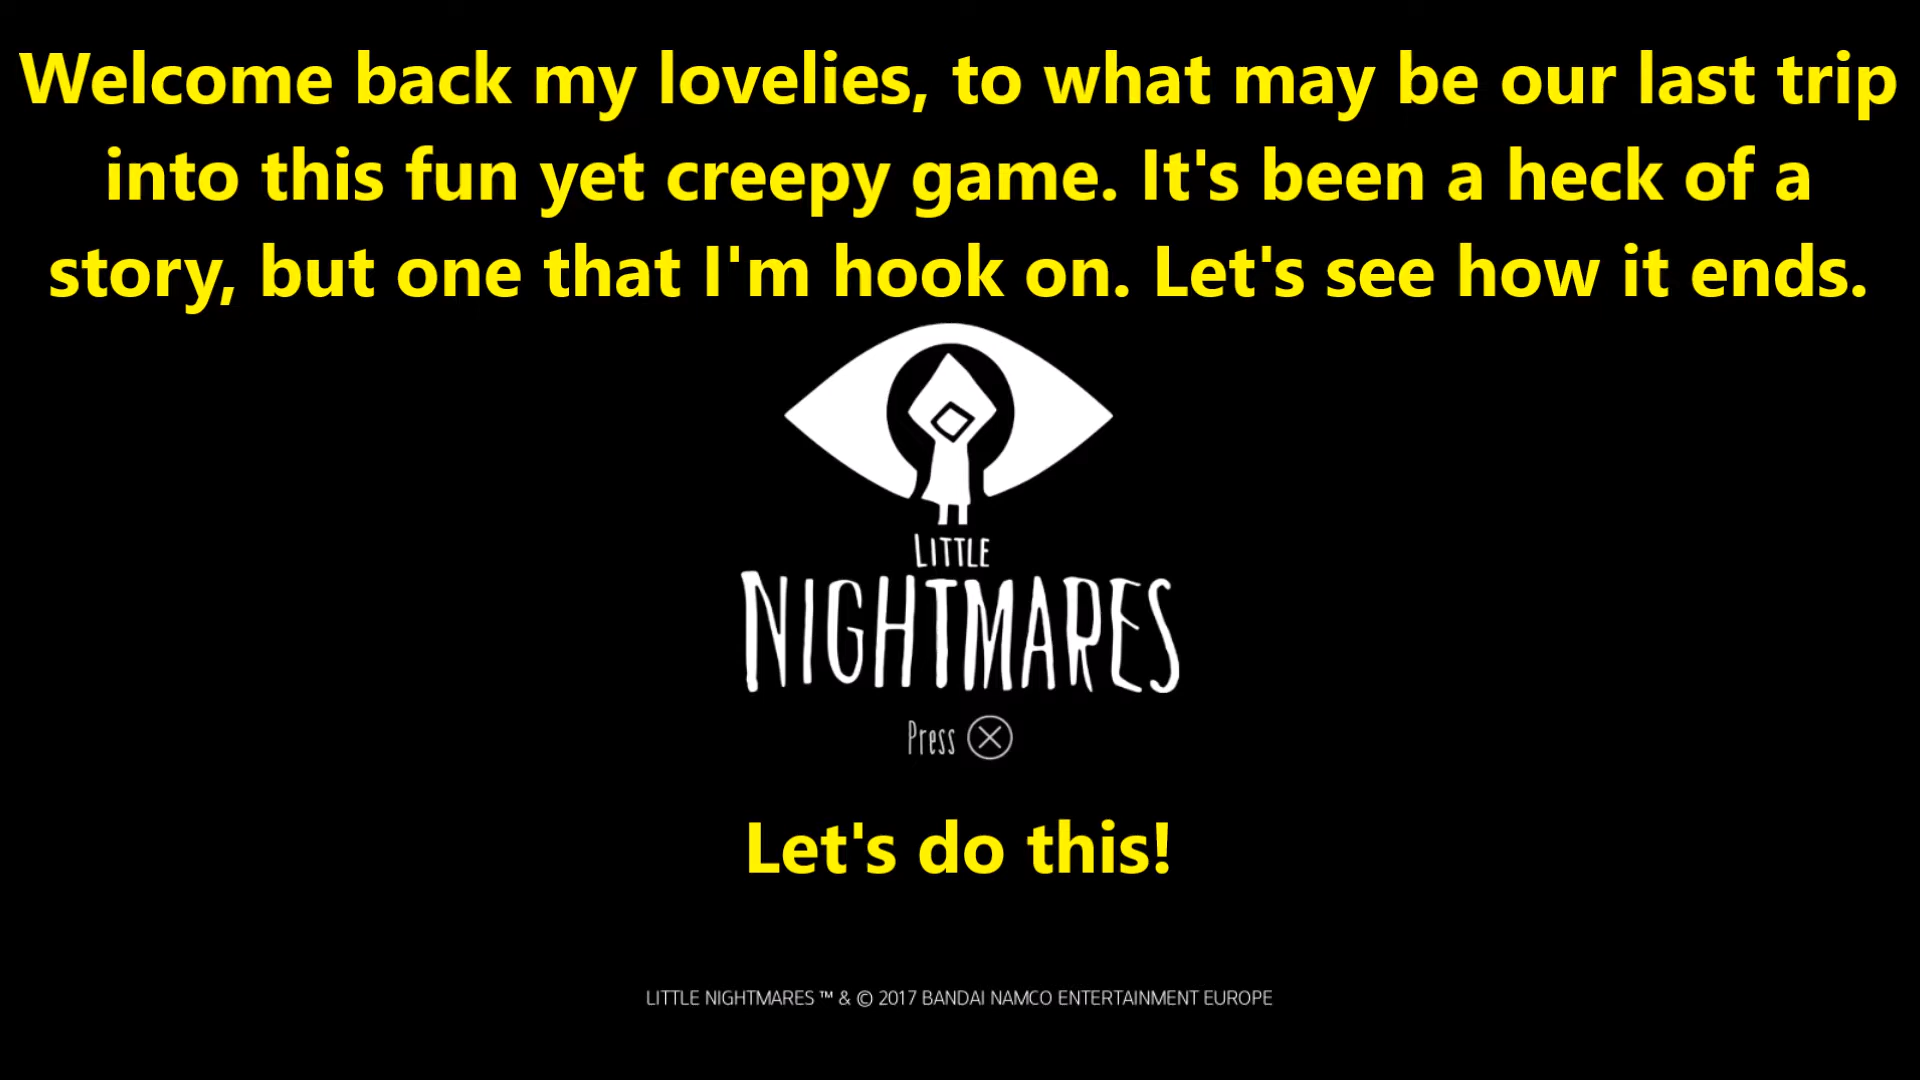 Welcome back my lovelies, to what may be our last trip
into this fun yet creepy game. It's been a heck of a
story, but one that I'm hook on. Let's see how it ends.
LITTLE
NIGHTMARES
Press
Let's do this!
LITTLE NIGHTMARES ™ & © 2017 BANDAI NAMCO ENTERTAINMENT EUROPE